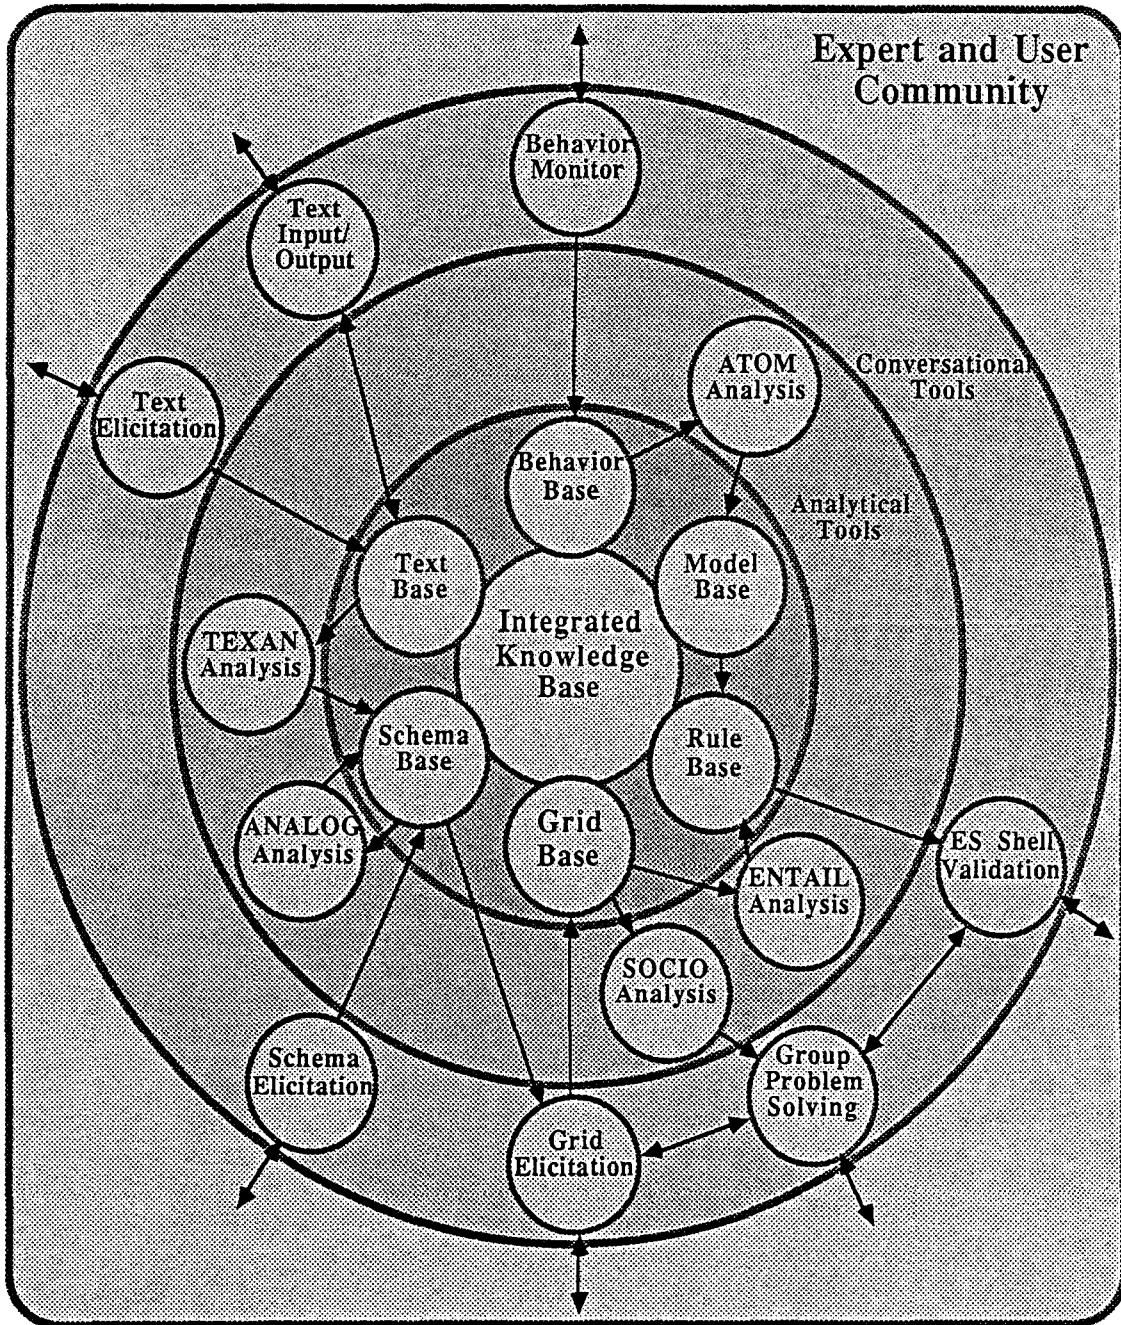 Expert and User
Community
Behavior
Monitor
Text
Input/
Output
Text
Elicitation
ATOM
Analysis
Conversational
Tools
Behavior
Base
Analytical
Tools
Text
Base
Model
Base
Integrated
Knowledge
Base
TEXAN
Analysis
Schema
Base
Rule
Base
ANALOG
Analysis
Grid
Base
ES Shell
Validation
ENTAIL
Analysis
SOCIO
Analysis
Schema
Elicitation
Group
Problem
Solving
Grid
Elicitation